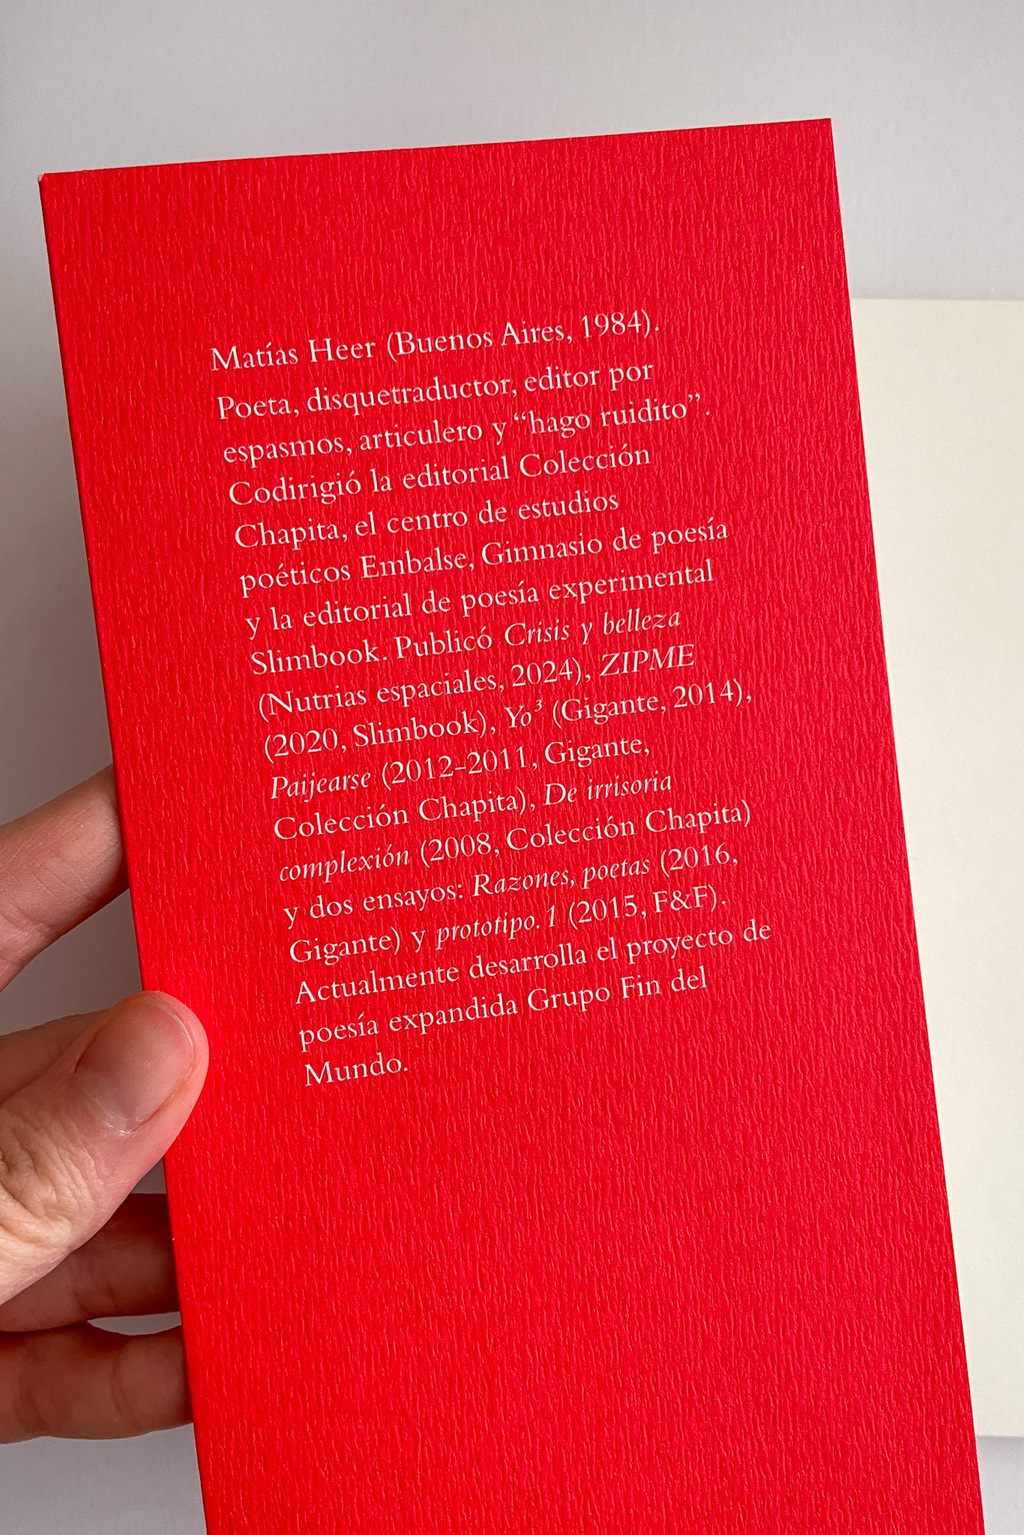 Matías Heer (Buenos Aires, 1984).
Poeta, disquetraductor, editor por
espasmos, articulero y “hago ruidito”.
Codirigió la editorial Colección
Chapita, el centro de estudios
poéticos Embalse, Gimnasio de poesía
y la editorial de poesía experimental
Slimbook. Publicó Crisis y belleza
(Nutrias espaciales, 2024), ZIPME
(2020, Slimbook), Yo³ (Gigante, 2014),
Paijearse (2012-2011, Gigante,
Colección Chapita), De irrisoria
complexión (2008, Colección Chapita)
y dos ensayos: Razones, poetas (2016,
Gigante) y prototipo.1 (2015, F&F).
Actualmente desarrolla el proyecto de
poesía expandida Grupo Fin del
Mundo.